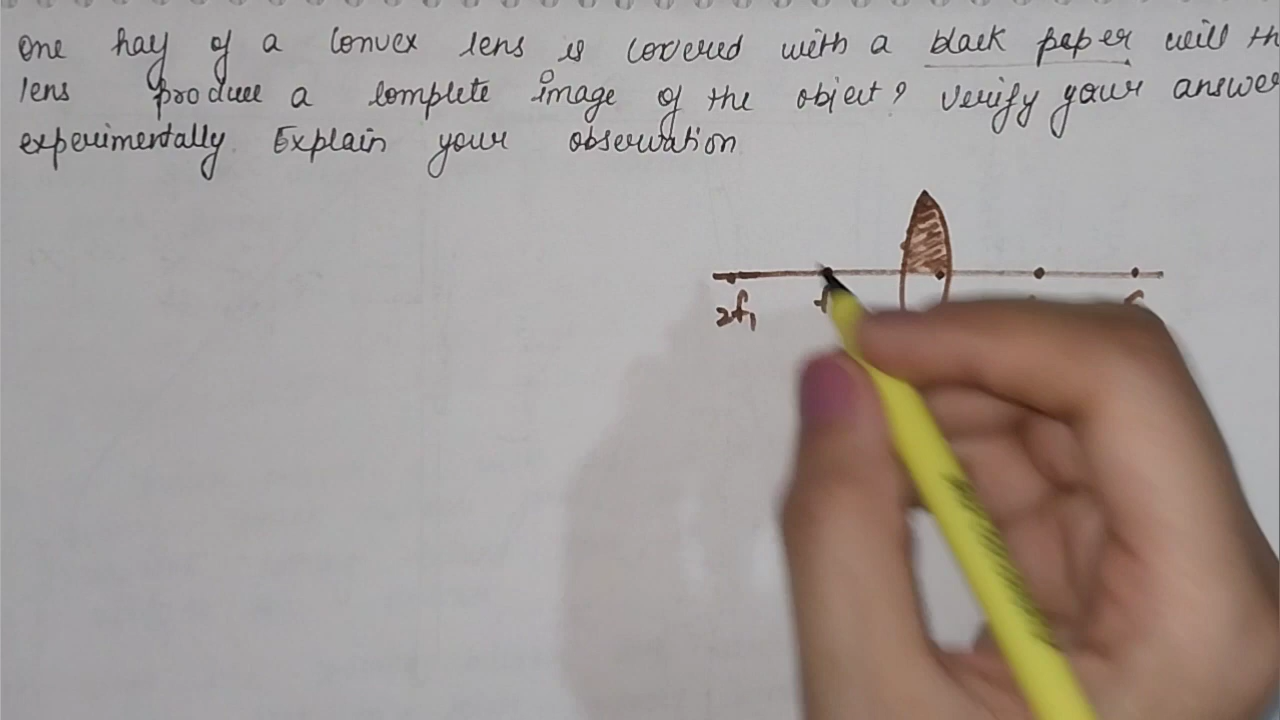 One half of a convex lens is covered with a black paper will th
lens produce a complete image of the object? Verify your answer
experimentally. Explain your observation
2f1
f